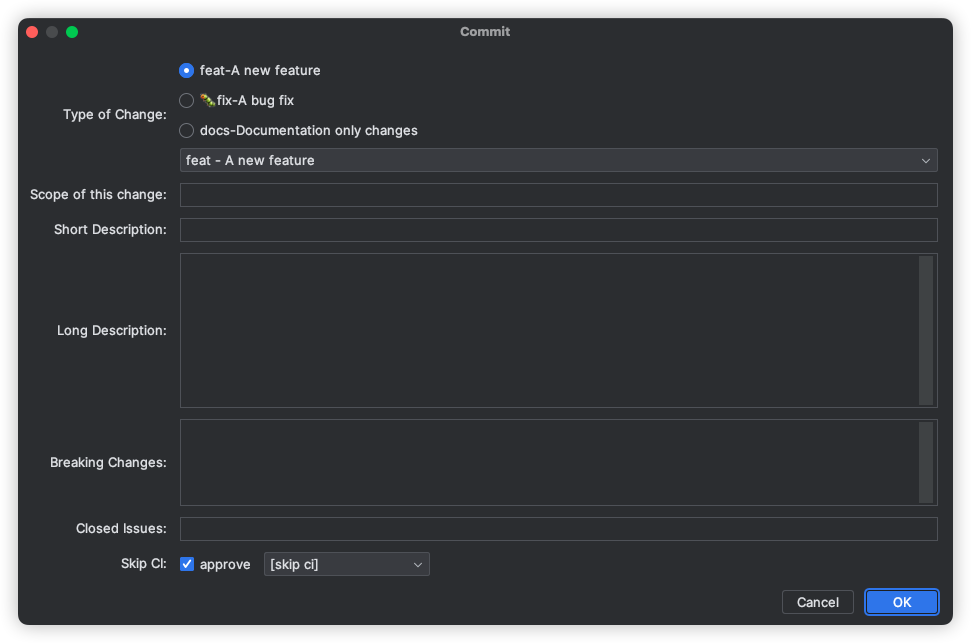 Commit
feat-A new feature
🐛fix-A bug fix
Type of Change:
docs-Documentation only changes
feat - A new feature
Scope of this change:
Short Description:
Long Description:
Breaking Changes:
Closed Issues:
Skip CI: approve [skip ci]
Cancel OK